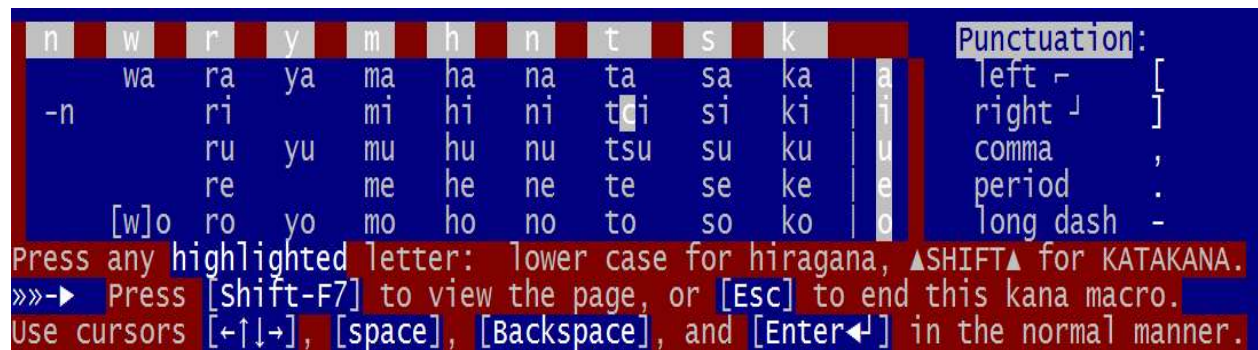 n w r y m h n t s k Punctuation:
wa ra ya ma ha na ta sa ka | a left ⌐ [
-n ri mi hi ni tci si ki | i right ┘ ]
ru yu mu hu nu tsu su ku | u comma ,
re me he ne te se ke | e period .
[w]o ro yo mo ho no to so ko | o long dash -
Press any highlighted letter: lower case for hiragana, ▲SHIFT▲ for KATAKANA.
»»-► Press [Shift-F7] to view the page, or [Esc] to end this kana macro.
Use cursors [←↑↓→], [space], [Backspace], and [Enter◄┘] in the normal manner.